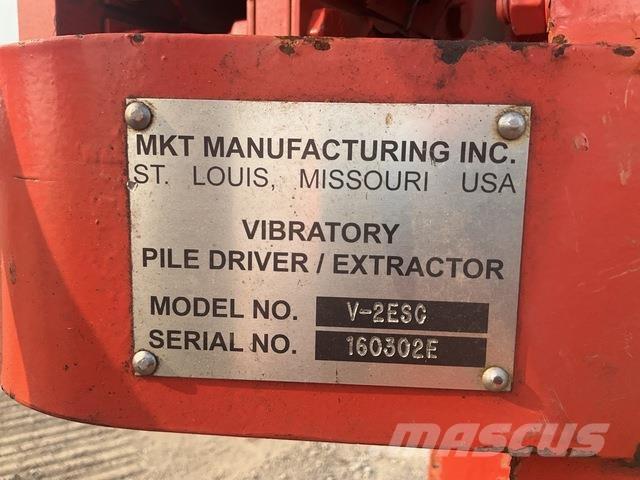 MKT MANUFACTURING INC.
ST. LOUIS, MISSOURI USA
VIBRATORY
PILE DRIVER / EXTRACTOR
MODEL NO. V-2ESC
SERIAL NO. 160302E
MASCUS